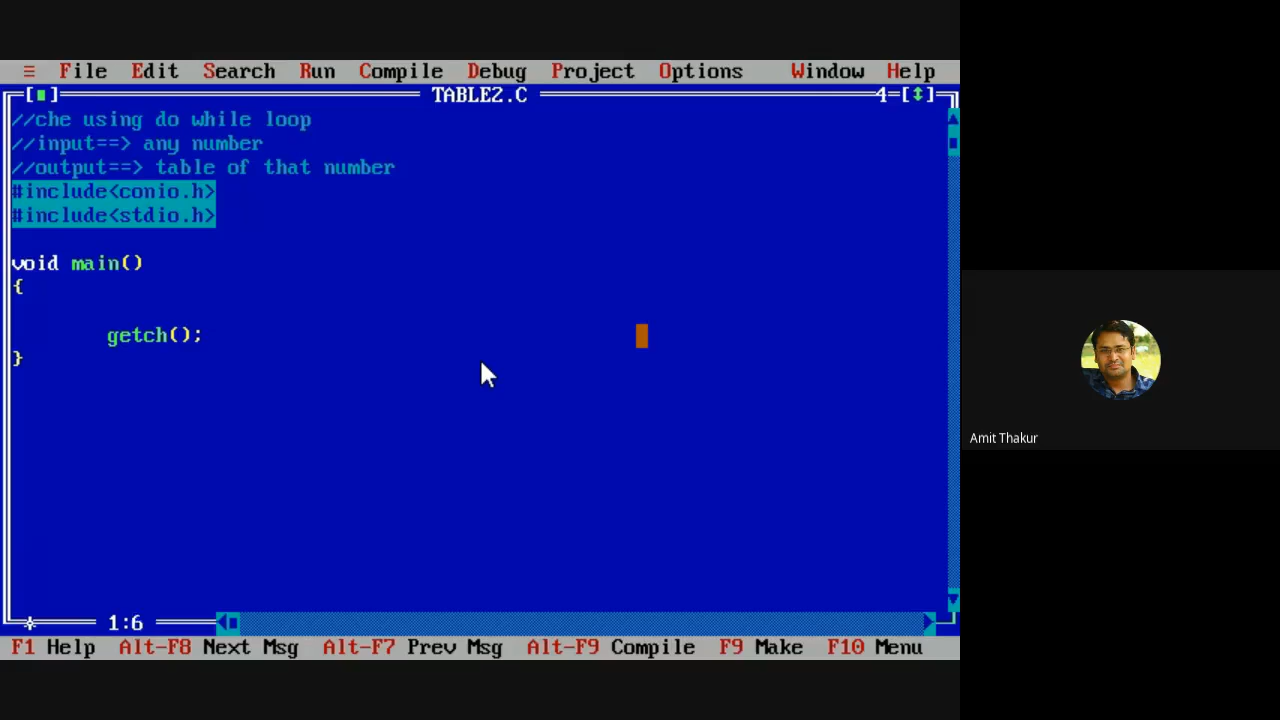 ≡ File Edit Search Run Compile Debug Project Options Window Help
TABLE2.C
4
//che using do while loop
//input==> any number
//output==> table of that number
#include<conio.h>
#include<stdio.h>
void main()
{
getch();
}
1:6
F1 Help Alt-F8 Next Msg Alt-F7 Prev Msg Alt-F9 Compile F9 Make F10 Menu
Amit Thakur